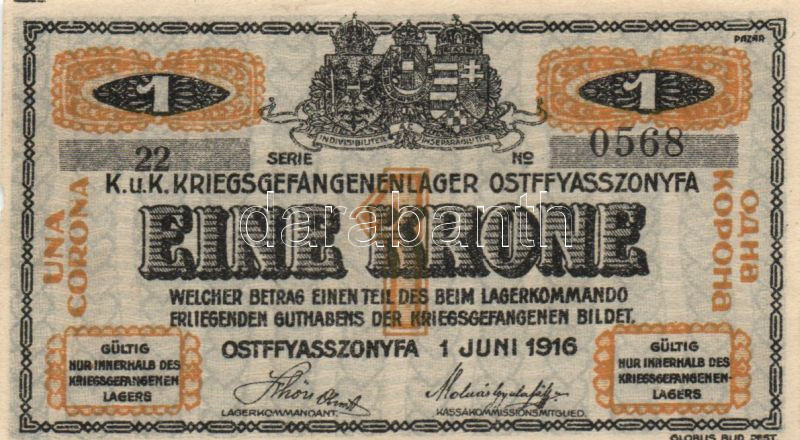 PAZÁR
1
1
INDIVISIBILITER INSEPARABILITER
22 SERIE № 0568
K.u.K. KRIEGSGEFANGENENLAGER OSTFFYASSZONYFA
UNA
CORONA
EINE KRONE
1
одна
КОРОНА
darabanth
WELCHER BETRAG EINEN TEIL DES BEIM LAGERKOMMANDO
ERLIEGENDEN GUTHABENS DER KRIEGSGEFANGENEN BILDET.
OSTFFYASSZONYFA 1 JUNI 1916
GÜLTIG
NUR INNERHALB DES
KRIEGSGEFANGENEN
LAGERS
LAGERKOMMANDANT.
KASSAKOMMISSIONSMITGLIED.
GÜLTIG
NUR INNERHALB DES
KRIEGSGEFANGENEN-
LAGERS
GLOBUS BUD.PEST